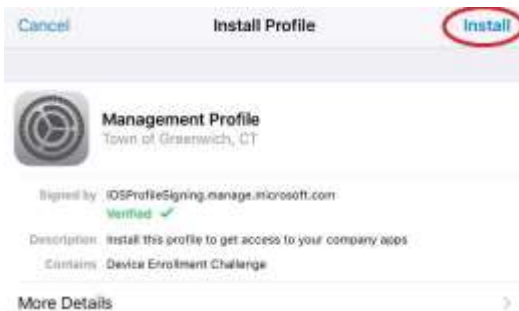 Cancel Install Profile Install
Management Profile
Town of Greenwich, CT
Signed by IOSProfileSigning.manage.microsoft.com
Verified ✓
Description Install this profile to get access to your company apps
Contains Device Enrollment Challenge
More Details